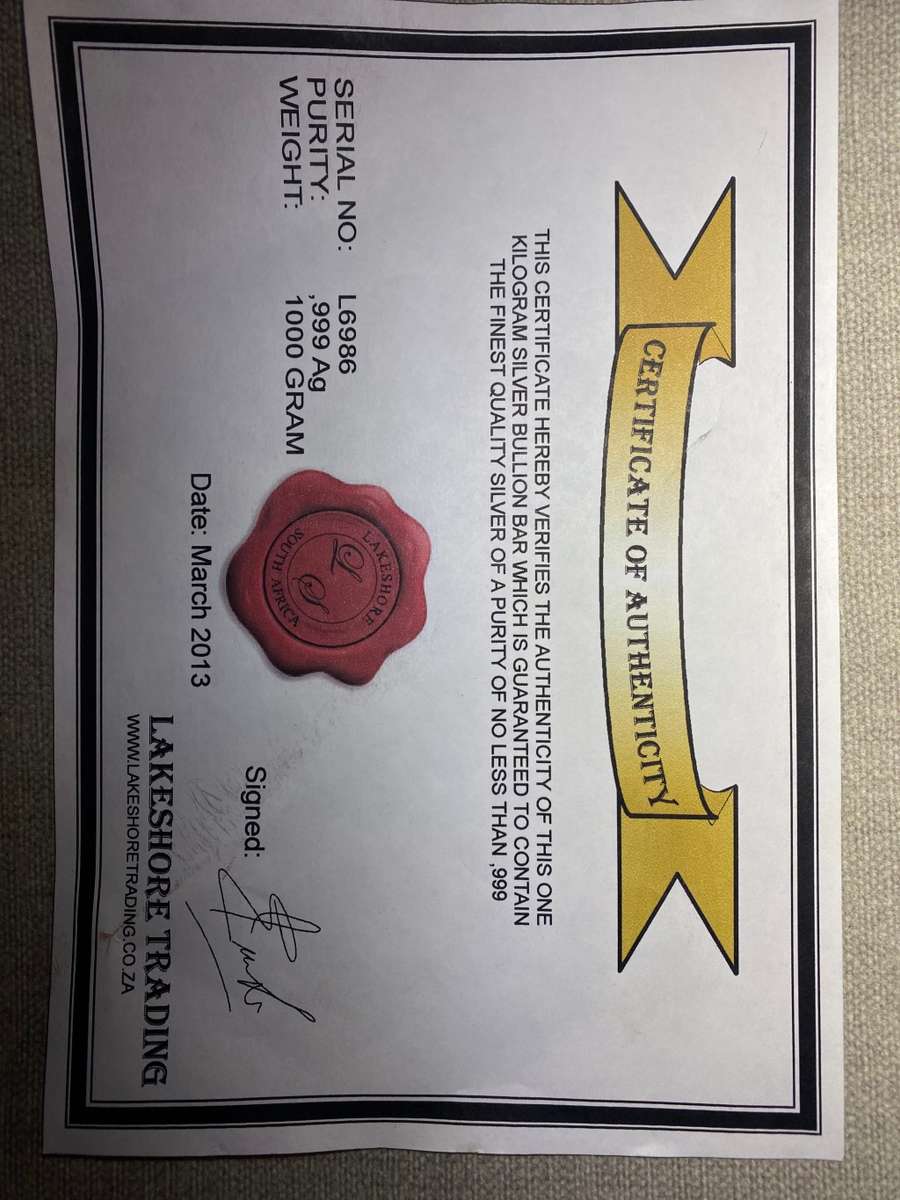 CERTIFICATE OF AUTHENTICITY
THIS CERTIFICATE HEREBY VERIFIES THE AUTHENTICITY OF THIS ONE
KILOGRAM SILVER BULLION BAR WHICH IS GUARANTEED TO CONTAIN
THE FINEST QUALITY SILVER OF A PURITY OF NO LESS THAN ,999
SERIAL NO: L6986
PURITY: ,999 Ag
WEIGHT: 1000 GRAM
LAKESHORE
LS
SOUTH AFRICA
Date: March 2013
Signed:
LAKESHORE TRADING
WWW.LAKESHORETRADING.CO.ZA